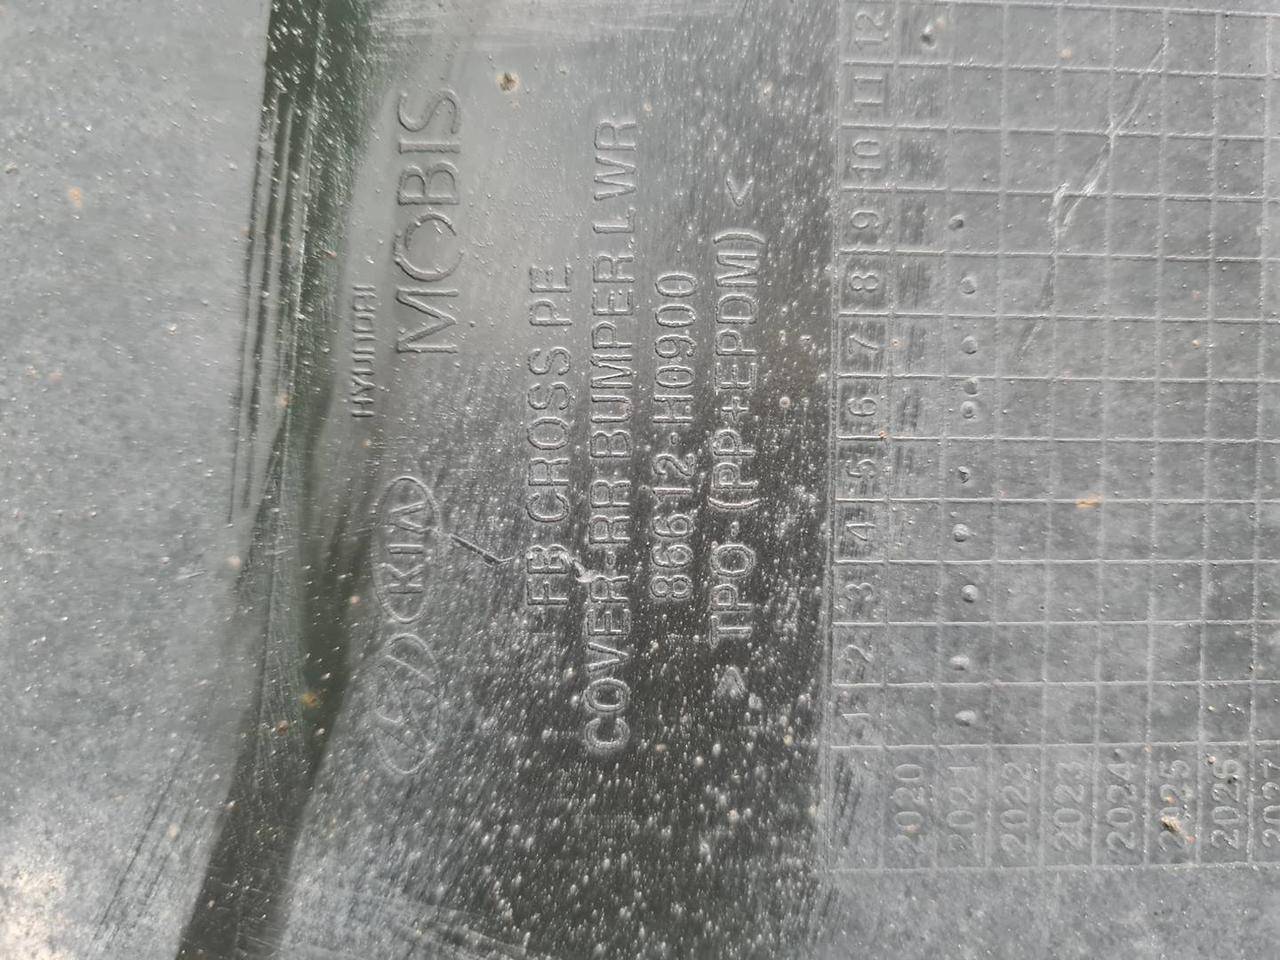 HYUNDAI
KIA MOBIS
FB CROSS PE
COVER-RR BUMPER.LWR
86612-H0900
> TPO-(PP+EPDM) <
1 2 3 4 5 6 7 8 9 10 11 12
2020
2021
2022
2023
2024
2025
2026
2027